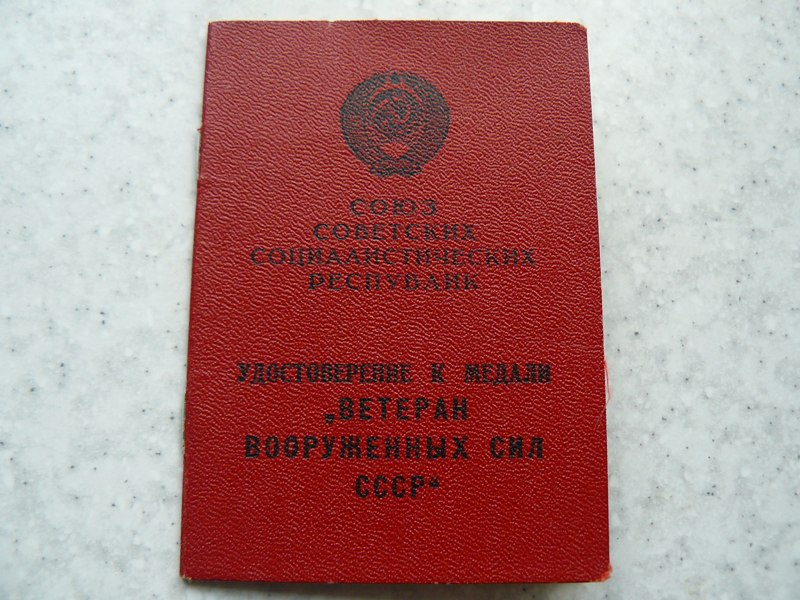 СОЮЗ
СОВЕТСКИХ
СОЦИАЛИСТИЧЕСКИХ
РЕСПУБЛИК
УДОСТОВЕРЕНИЕ К МЕДАЛИ
„ВЕТЕРАН
ВООРУЖЕННЫХ СИЛ
СССР“